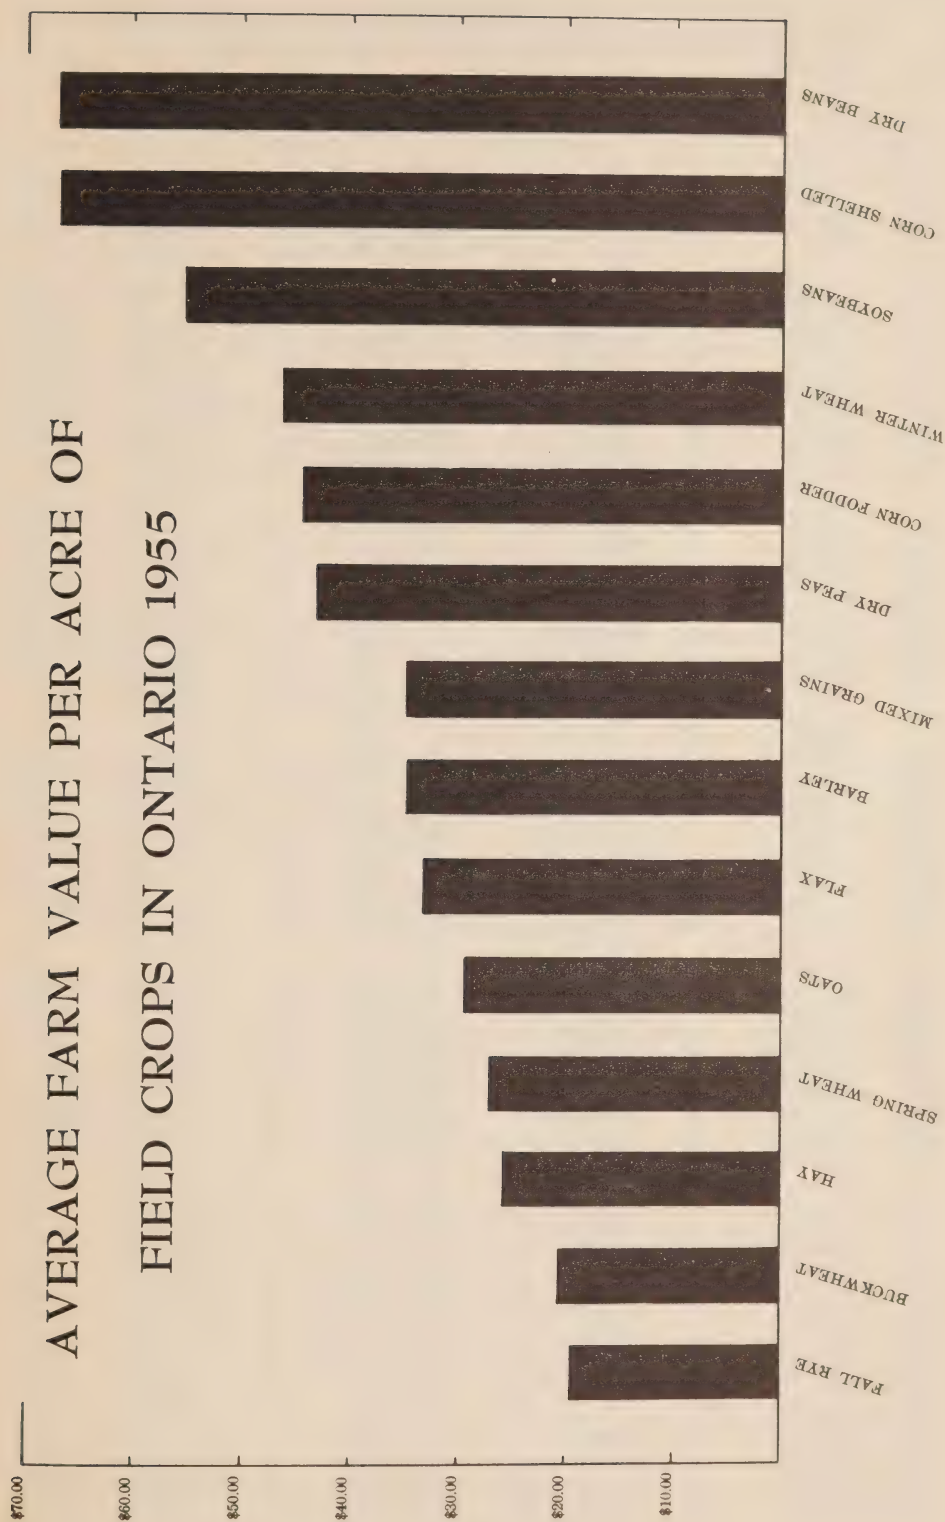 AVERAGE FARM VALUE PER ACRE OF
FIELD CROPS IN ONTARIO 1955
$70.00
$60.00
$50.00
$40.00
$30.00
$20.00
$10.00
FALL RYE
BUCKWHEAT
HAY
SPRING WHEAT
OATS
FLAX
BARLEY
MIXED GRAINS
DRY PEAS
CORN FODDER
WINTER WHEAT
SOYBEANS
CORN SHELLED
DRY BEANS